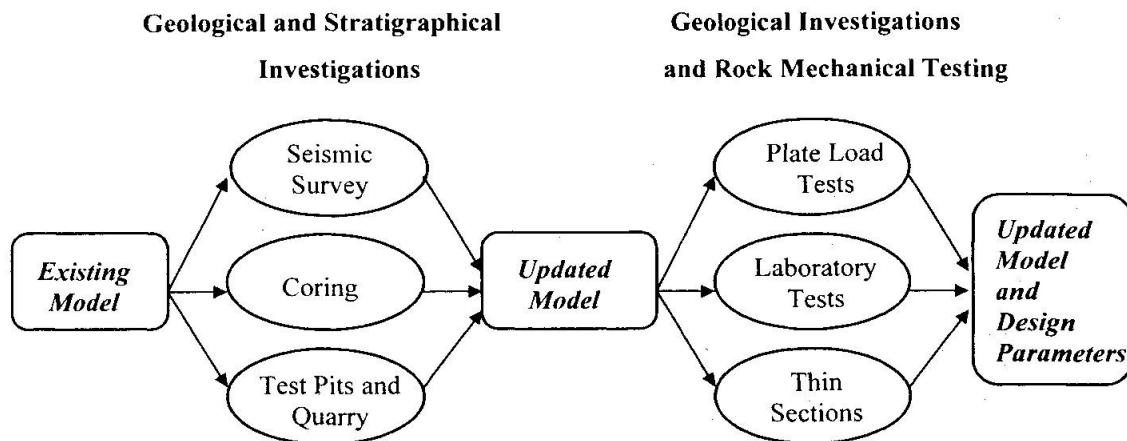 Geological and Stratigraphical
Investigations
Geological Investigations
and Rock Mechanical Testing
Existing
Model
Seismic
Survey
Coring
Test Pits and
Quarry
Updated
Model
Plate Load
Tests
Laboratory
Tests
Thin
Sections
Updated
Model
and
Design
Parameters